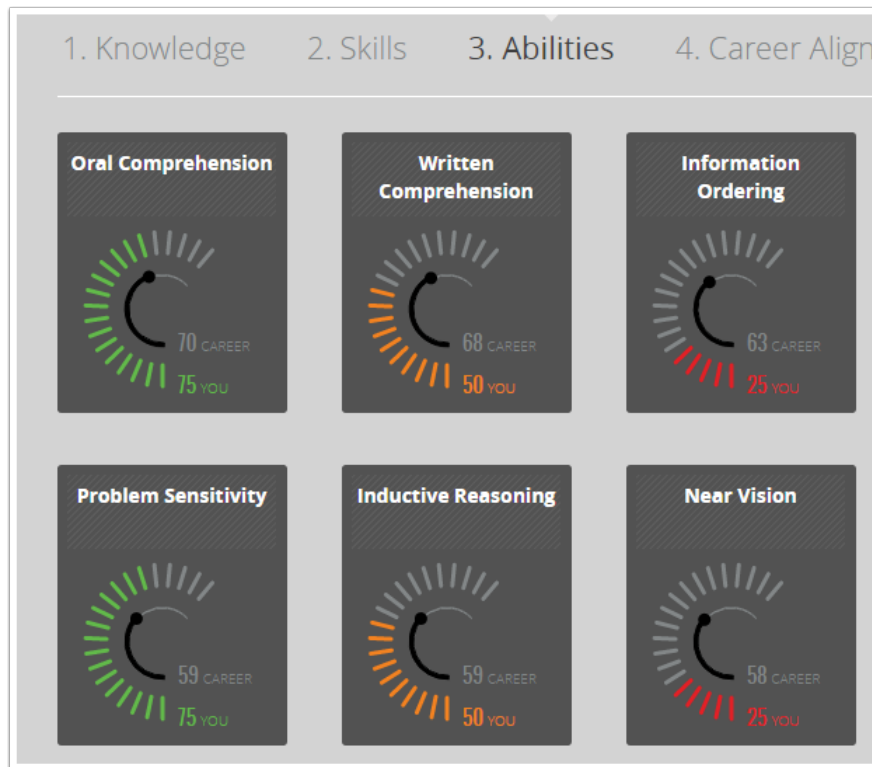 1. Knowledge 2. Skills 3. Abilities 4. Career Align
Oral Comprehension
70 CAREER
75 YOU
Written
Comprehension
68 CAREER
50 YOU
Information
Ordering
63 CAREER
25 YOU
Problem Sensitivity
59 CAREER
75 YOU
Inductive Reasoning
59 CAREER
50 YOU
Near Vision
58 CAREER
25 YOU